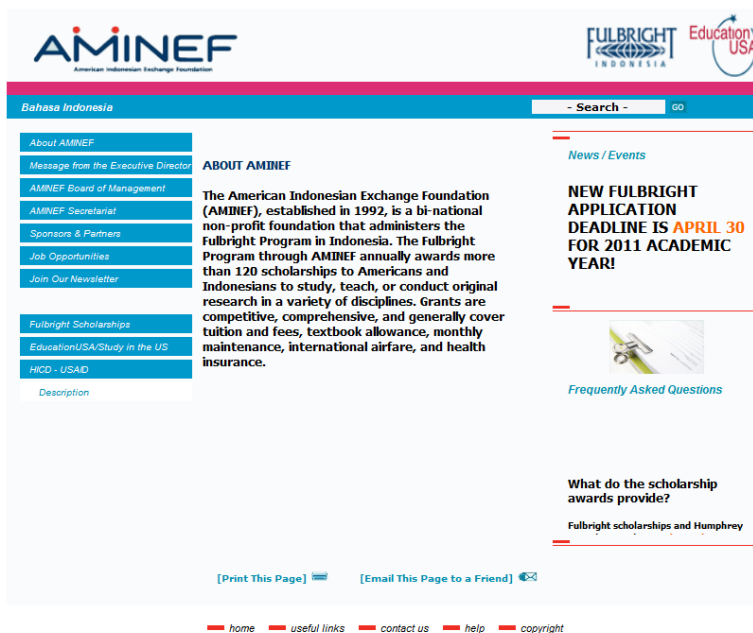 AMINEF
American Indonesian Exchange Foundation
FULBRIGHT
INDONESIA
Education
USA
Bahasa Indonesia
- Search -
GO
About AMINEF
Message from the Executive Director
AMINEF Board of Management
AMINEF Secretariat
Sponsors & Partners
Job Opportunities
Join Our Newsletter
Fulbright Scholarships
EducationUSA/Study in the US
HICD - USAID
Description
ABOUT AMINEF
The American Indonesian Exchange Foundation
(AMINEF), established in 1992, is a bi-national
non-profit foundation that administers the
Fulbright Program in Indonesia. The Fulbright
Program through AMINEF annually awards more
than 120 scholarships to Americans and
Indonesians to study, teach, or conduct original
research in a variety of disciplines. Grants are
competitive, comprehensive, and generally cover
tuition and fees, textbook allowance, monthly
maintenance, international airfare, and health
insurance.
News / Events
NEW FULBRIGHT
APPLICATION
DEADLINE IS APRIL 30
FOR 2011 ACADEMIC
YEAR!
Frequently Asked Questions
What do the scholarship
awards provide?
Fulbright scholarships and Humphrey
[Print This Page]
[Email This Page to a Friend]
home useful links contact us help copyright